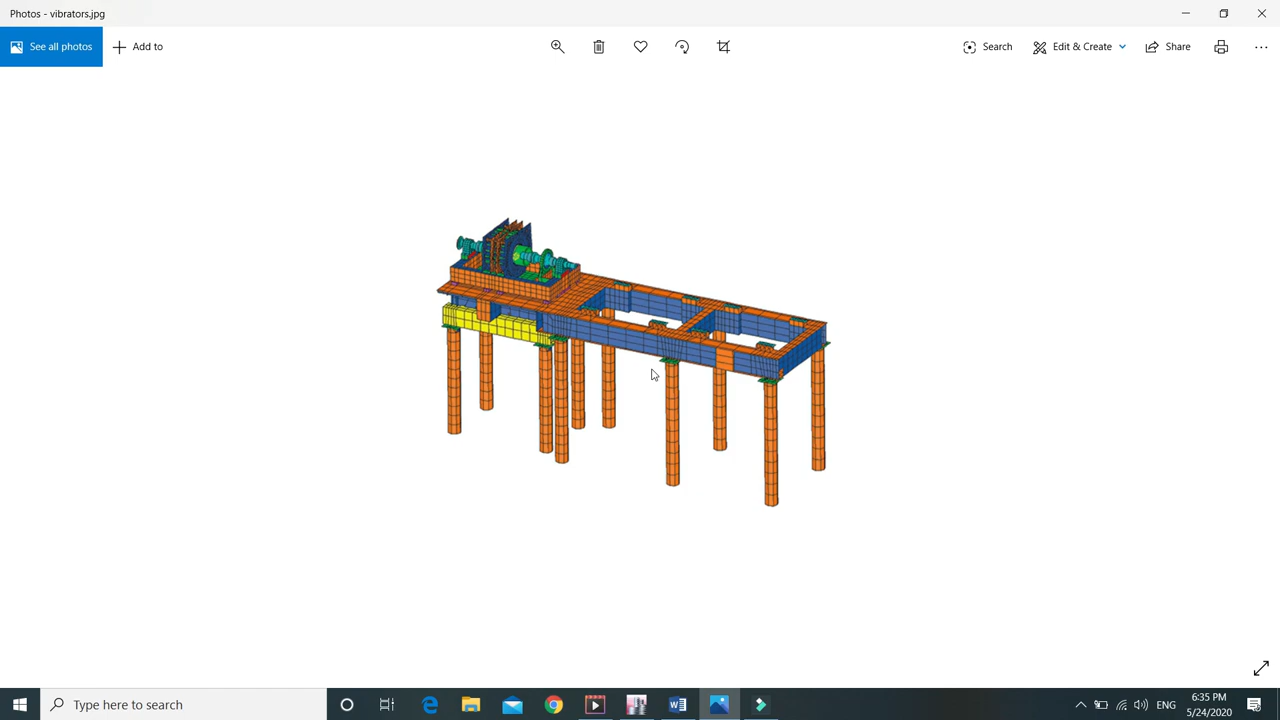 Photos - vibrators.jpg
See all photos
Add to
Search
Edit & Create
Share
Type here to search
ENG
6:35 PM
5/24/2020